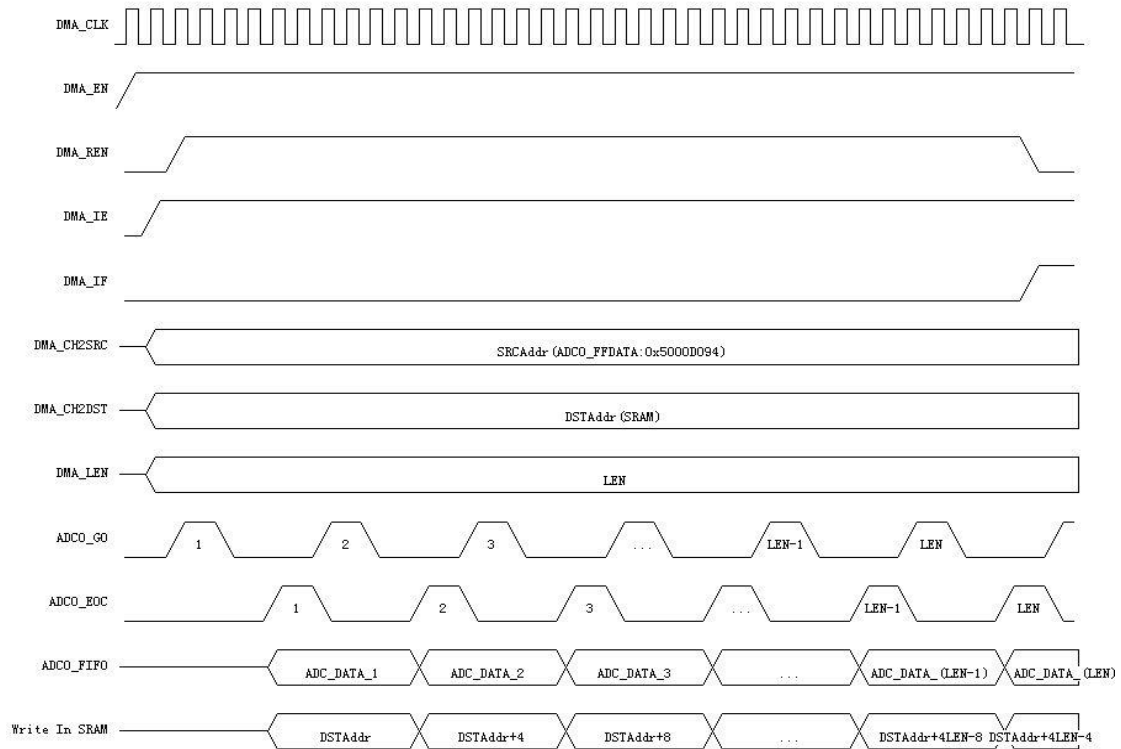 DMA_CLK
DMA_EN
DMA_REN
DMA_IE
DMA_IF
DMA_CH2SRC SRCAddr(ADC0_FFDATA:0x5000D094)
DMA_CH2DST DSTAddr(SRAM)
DMA_LEN LEN
ADC0_GO 1 2 3 ... LEN-1 LEN
ADC0_EOC 1 2 3 ... LEN-1 LEN
ADC0_FIFO ADC_DATA_1 ADC_DATA_2 ADC_DATA_3 ... ADC_DATA_(LEN-1) ADC_DATA_(LEN)
Write In SRAM DSTAddr DSTAddr+4 DSTAddr+8 ... DSTAddr+4LEN-8 DSTAddr+4LEN-4